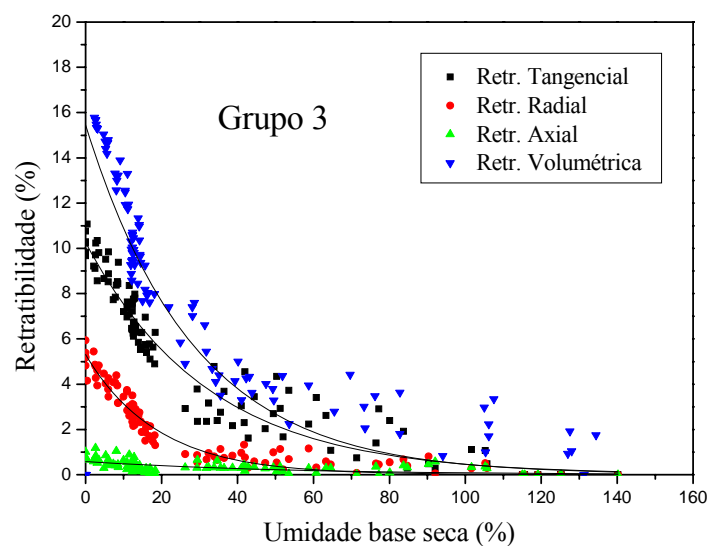 20
18
16
14
12
10
8
6
4
2
0
Retratibilidade (%)
Grupo 3
Retr. Tangencial
Retr. Radial
Retr. Axial
Retr. Volumétrica
0 20 40 60 80 100 120 140 160
Umidade base seca (%)